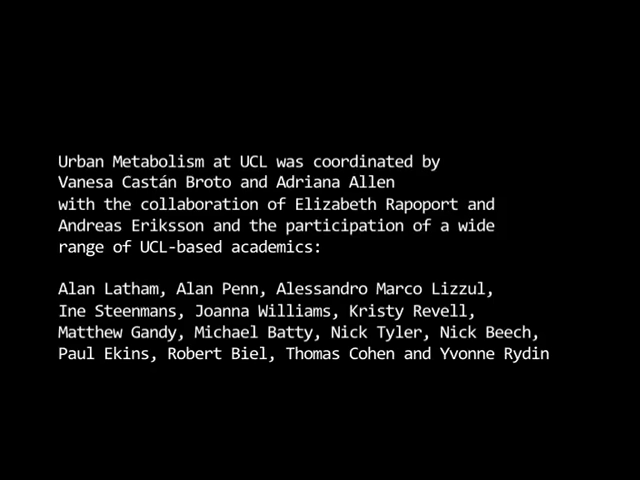 Urban Metabolism at UCL was coordinated by
Vanesa Castán Broto and Adriana Allen
with the collaboration of Elizabeth Rapoport and
Andreas Eriksson and the participation of a wide
range of UCL-based academics:
Alan Latham, Alan Penn, Alessandro Marco Lizzul,
Ine Steenmans, Joanna Williams, Kristy Revell,
Matthew Gandy, Michael Batty, Nick Tyler, Nick Beech,
Paul Ekins, Robert Biel, Thomas Cohen and Yvonne Rydin